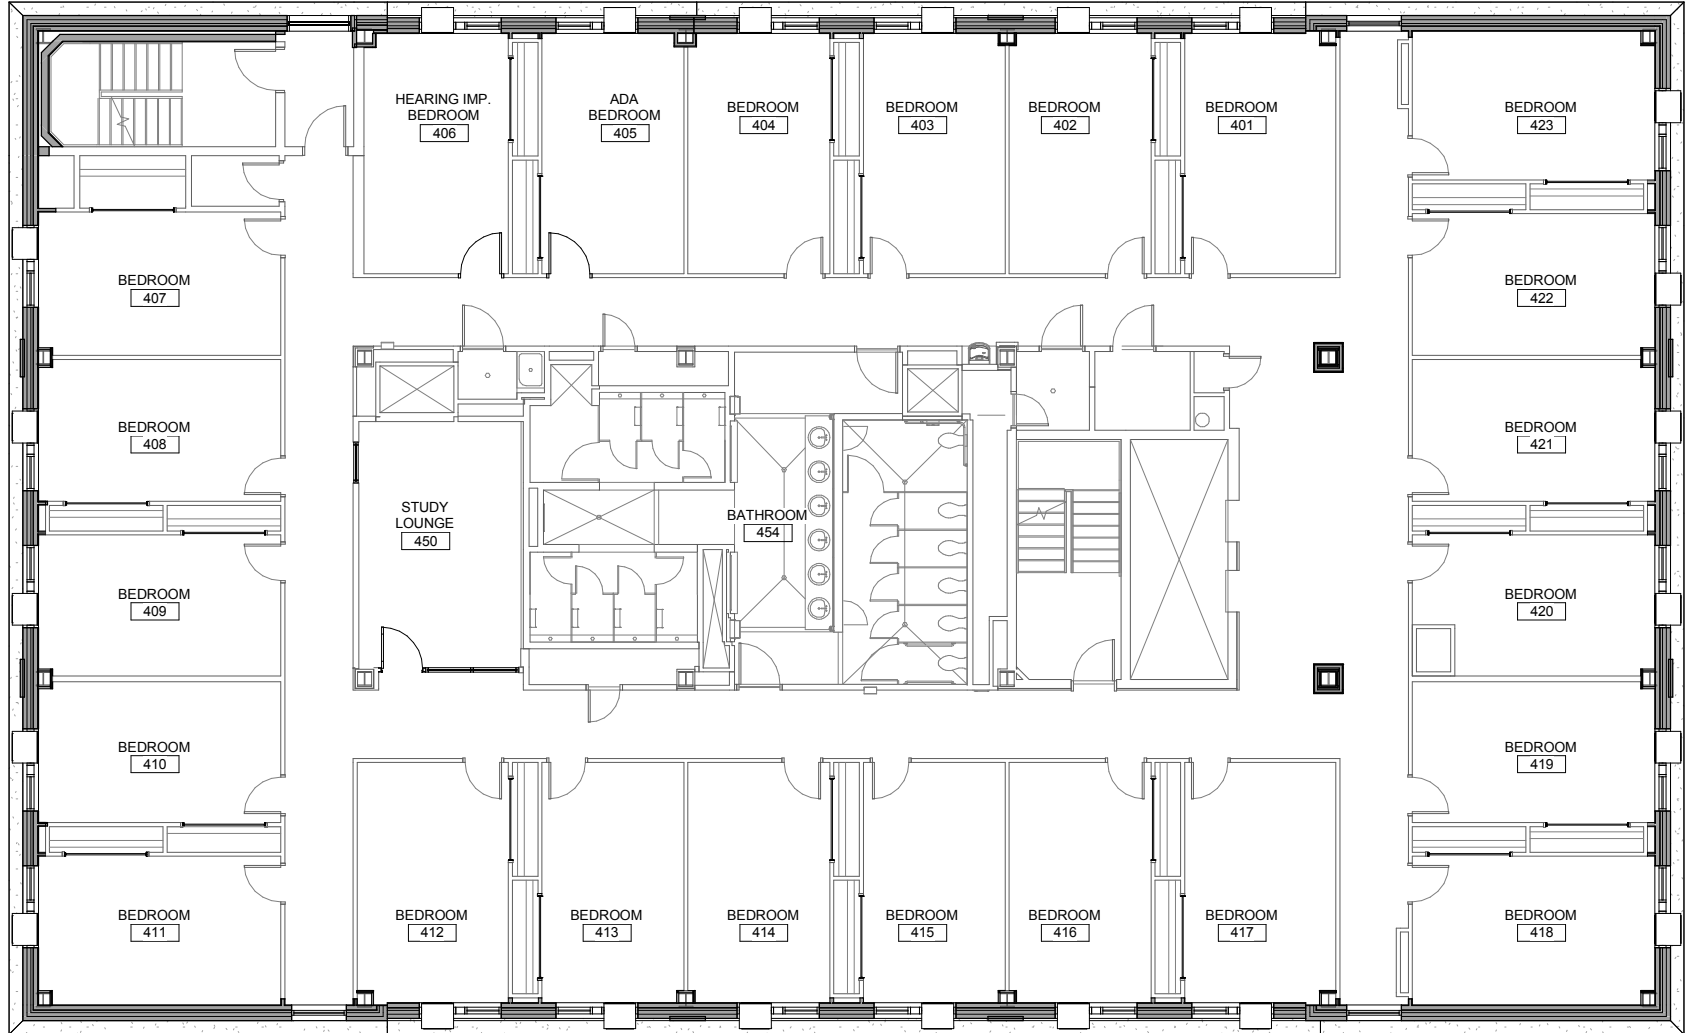 HEARING IMP.
BEDROOM
406
ADA
BEDROOM
405
BEDROOM
404
BEDROOM
403
BEDROOM
402
BEDROOM
401
BEDROOM
423
BEDROOM
407
BEDROOM
422
BEDROOM
408
BEDROOM
421
STUDY
LOUNGE
450
BATHROOM
454
BEDROOM
409
BEDROOM
420
BEDROOM
410
BEDROOM
419
BEDROOM
411
BEDROOM
412
BEDROOM
413
BEDROOM
414
BEDROOM
415
BEDROOM
416
BEDROOM
417
BEDROOM
418